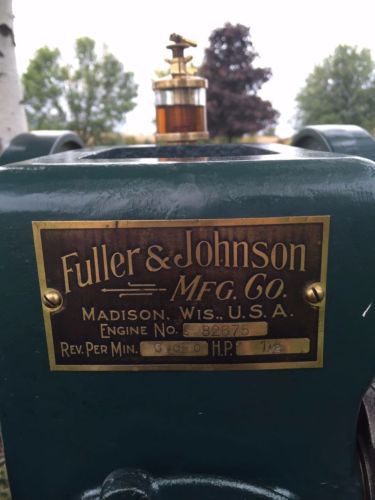 Fuller & Johnson
MFG. CO.
MADISON, WIS., U.S.A.
ENGINE NO. 82675
REV. PER MIN. H.P.